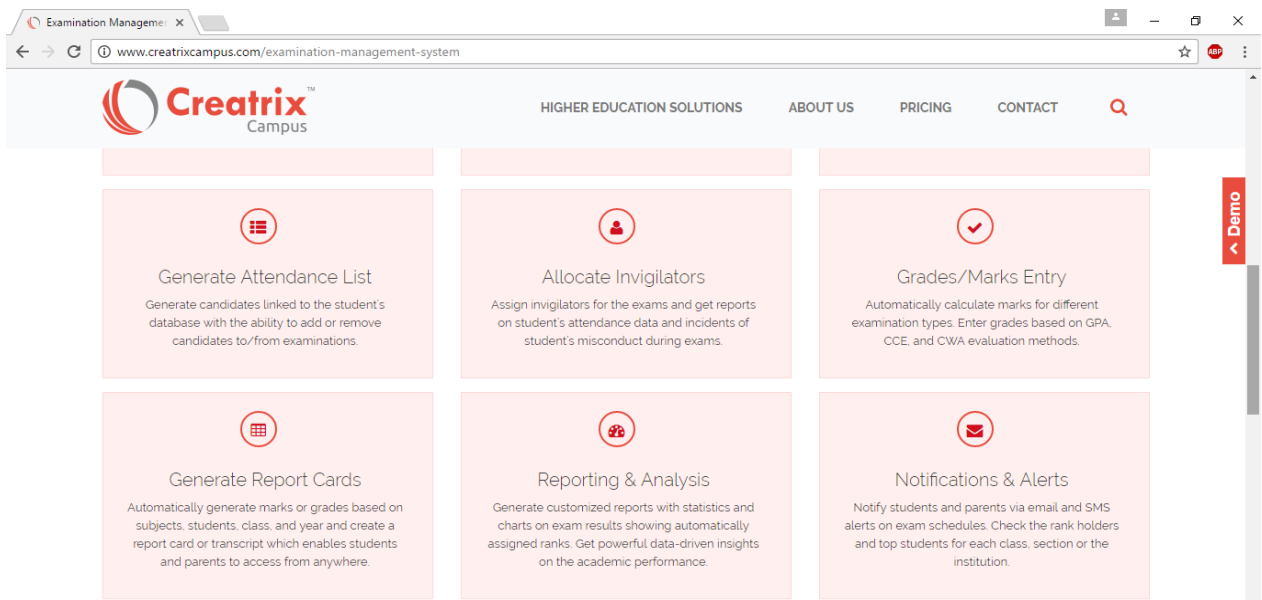 Examination Managemer
www.creatrixcampus.com/examination-management-system
ABP
Creatrix™
Campus
HIGHER EDUCATION SOLUTIONS ABOUT US PRICING CONTACT
Demo
Generate Attendance List
Generate candidates linked to the student's
database with the ability to add or remove
candidates to/from examinations.
Allocate Invigilators
Assign invigilators for the exams and get reports
on student's attendance data and incidents of
student's misconduct during exams.
Grades/Marks Entry
Automatically calculate marks for different
examination types. Enter grades based on GPA,
CCE, and CWA evaluation methods.
Generate Report Cards
Automatically generate marks or grades based on
subjects, students, class, and year and create a
report card or transcript which enables students
and parents to access from anywhere.
Reporting & Analysis
Generate customized reports with statistics and
charts on exam results showing automatically
assigned ranks. Get powerful data-driven insights
on the academic performance.
Notifications & Alerts
Notify students and parents via email and SMS
alerts on exam schedules. Check the rank holders
and top students for each class, section or the
institution.